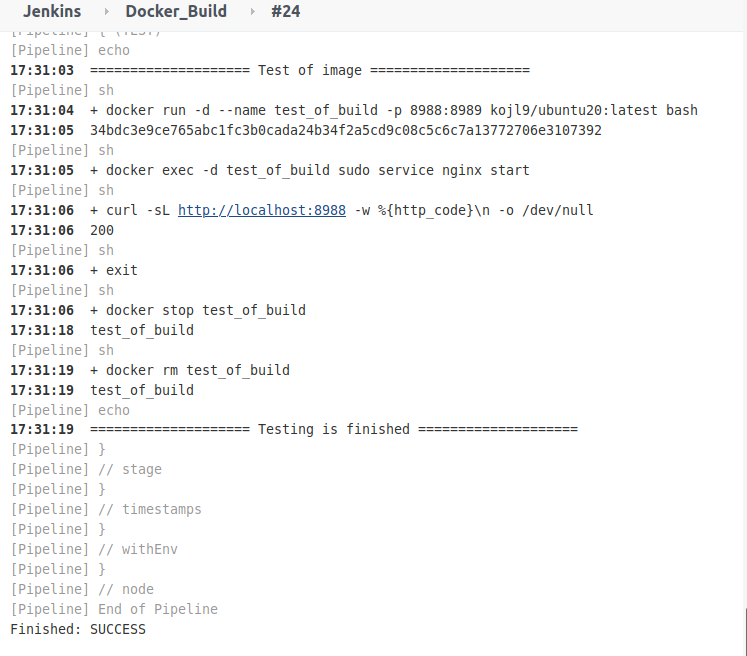 Jenkins Docker_Build #24
[Pipeline] { (TEST)
[Pipeline] echo
17:31:03 ==================== Test of image ====================
[Pipeline] sh
17:31:04 + docker run -d --name test_of_build -p 8988:8989 kojl9/ubuntu20:latest bash
17:31:05 34bdc3e9ce765abc1fc3b0cada24b34f2a5cd9c08c5c6c7a13772706e3107392
[Pipeline] sh
17:31:05 + docker exec -d test_of_build sudo service nginx start
[Pipeline] sh
17:31:06 + curl -sL http://localhost:8988 -w %{http_code}\n -o /dev/null
17:31:06 200
[Pipeline] sh
17:31:06 + exit
[Pipeline] sh
17:31:06 + docker stop test_of_build
17:31:18 test_of_build
[Pipeline] sh
17:31:19 + docker rm test_of_build
17:31:19 test_of_build
[Pipeline] echo
17:31:19 ==================== Testing is finished ====================
[Pipeline] }
[Pipeline] // stage
[Pipeline] }
[Pipeline] // timestamps
[Pipeline] }
[Pipeline] // withEnv
[Pipeline] }
[Pipeline] // node
[Pipeline] End of Pipeline
Finished: SUCCESS